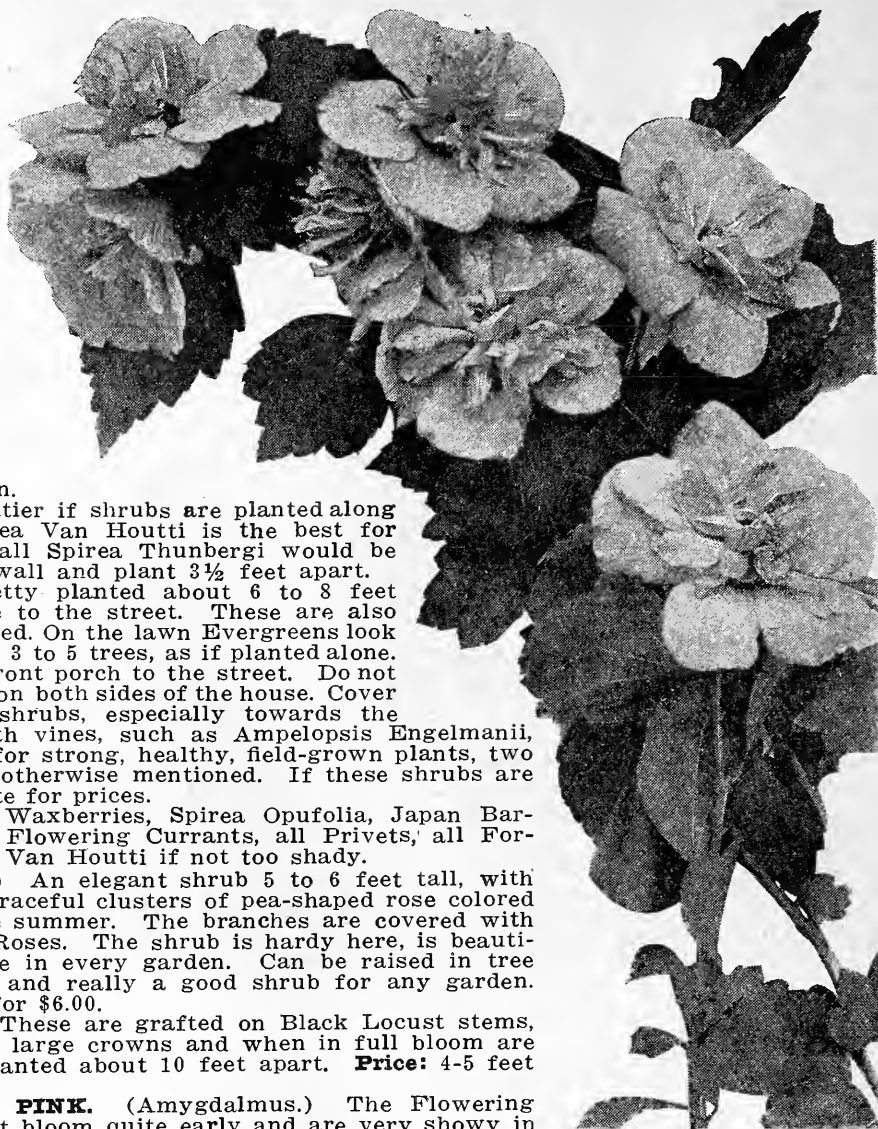 n.
tier if shrubs are planted along
ea Van Houtti is the best for
all Spirea Thunbergi would be
wall and plant 3½ feet apart.
etty planted about 6 to 8 feet
e to the street. These are also
ed. On the lawn Evergreens look
3 to 5 trees, as if planted alone.
ront porch to the street. Do not
on both sides of the house. Cover
shrubs, especially towards the
th vines, such as Ampelopsis Engelmanii,
for strong, healthy, field-grown plants, two
otherwise mentioned. If these shrubs are
te for prices.
Waxberries, Spirea Opufolia, Japan Bar-
Flowering Currants, all Privets, all For-
Van Houtti if not too shady.
An elegant shrub 5 to 6 feet tall, with
raceful clusters of pea-shaped rose colored
e summer. The branches are covered with
Roses. The shrub is hardy here, is beauti-
e in every garden. Can be raised in tree
and really a good shrub for any garden.
for $6.00.
These are grafted on Black Locust stems,
large crowns and when in full bloom are
anted about 10 feet apart. Price: 4-5 feet
PINK. (Amygdalmus.) The Flowering
t bloom quite early and are very showy in